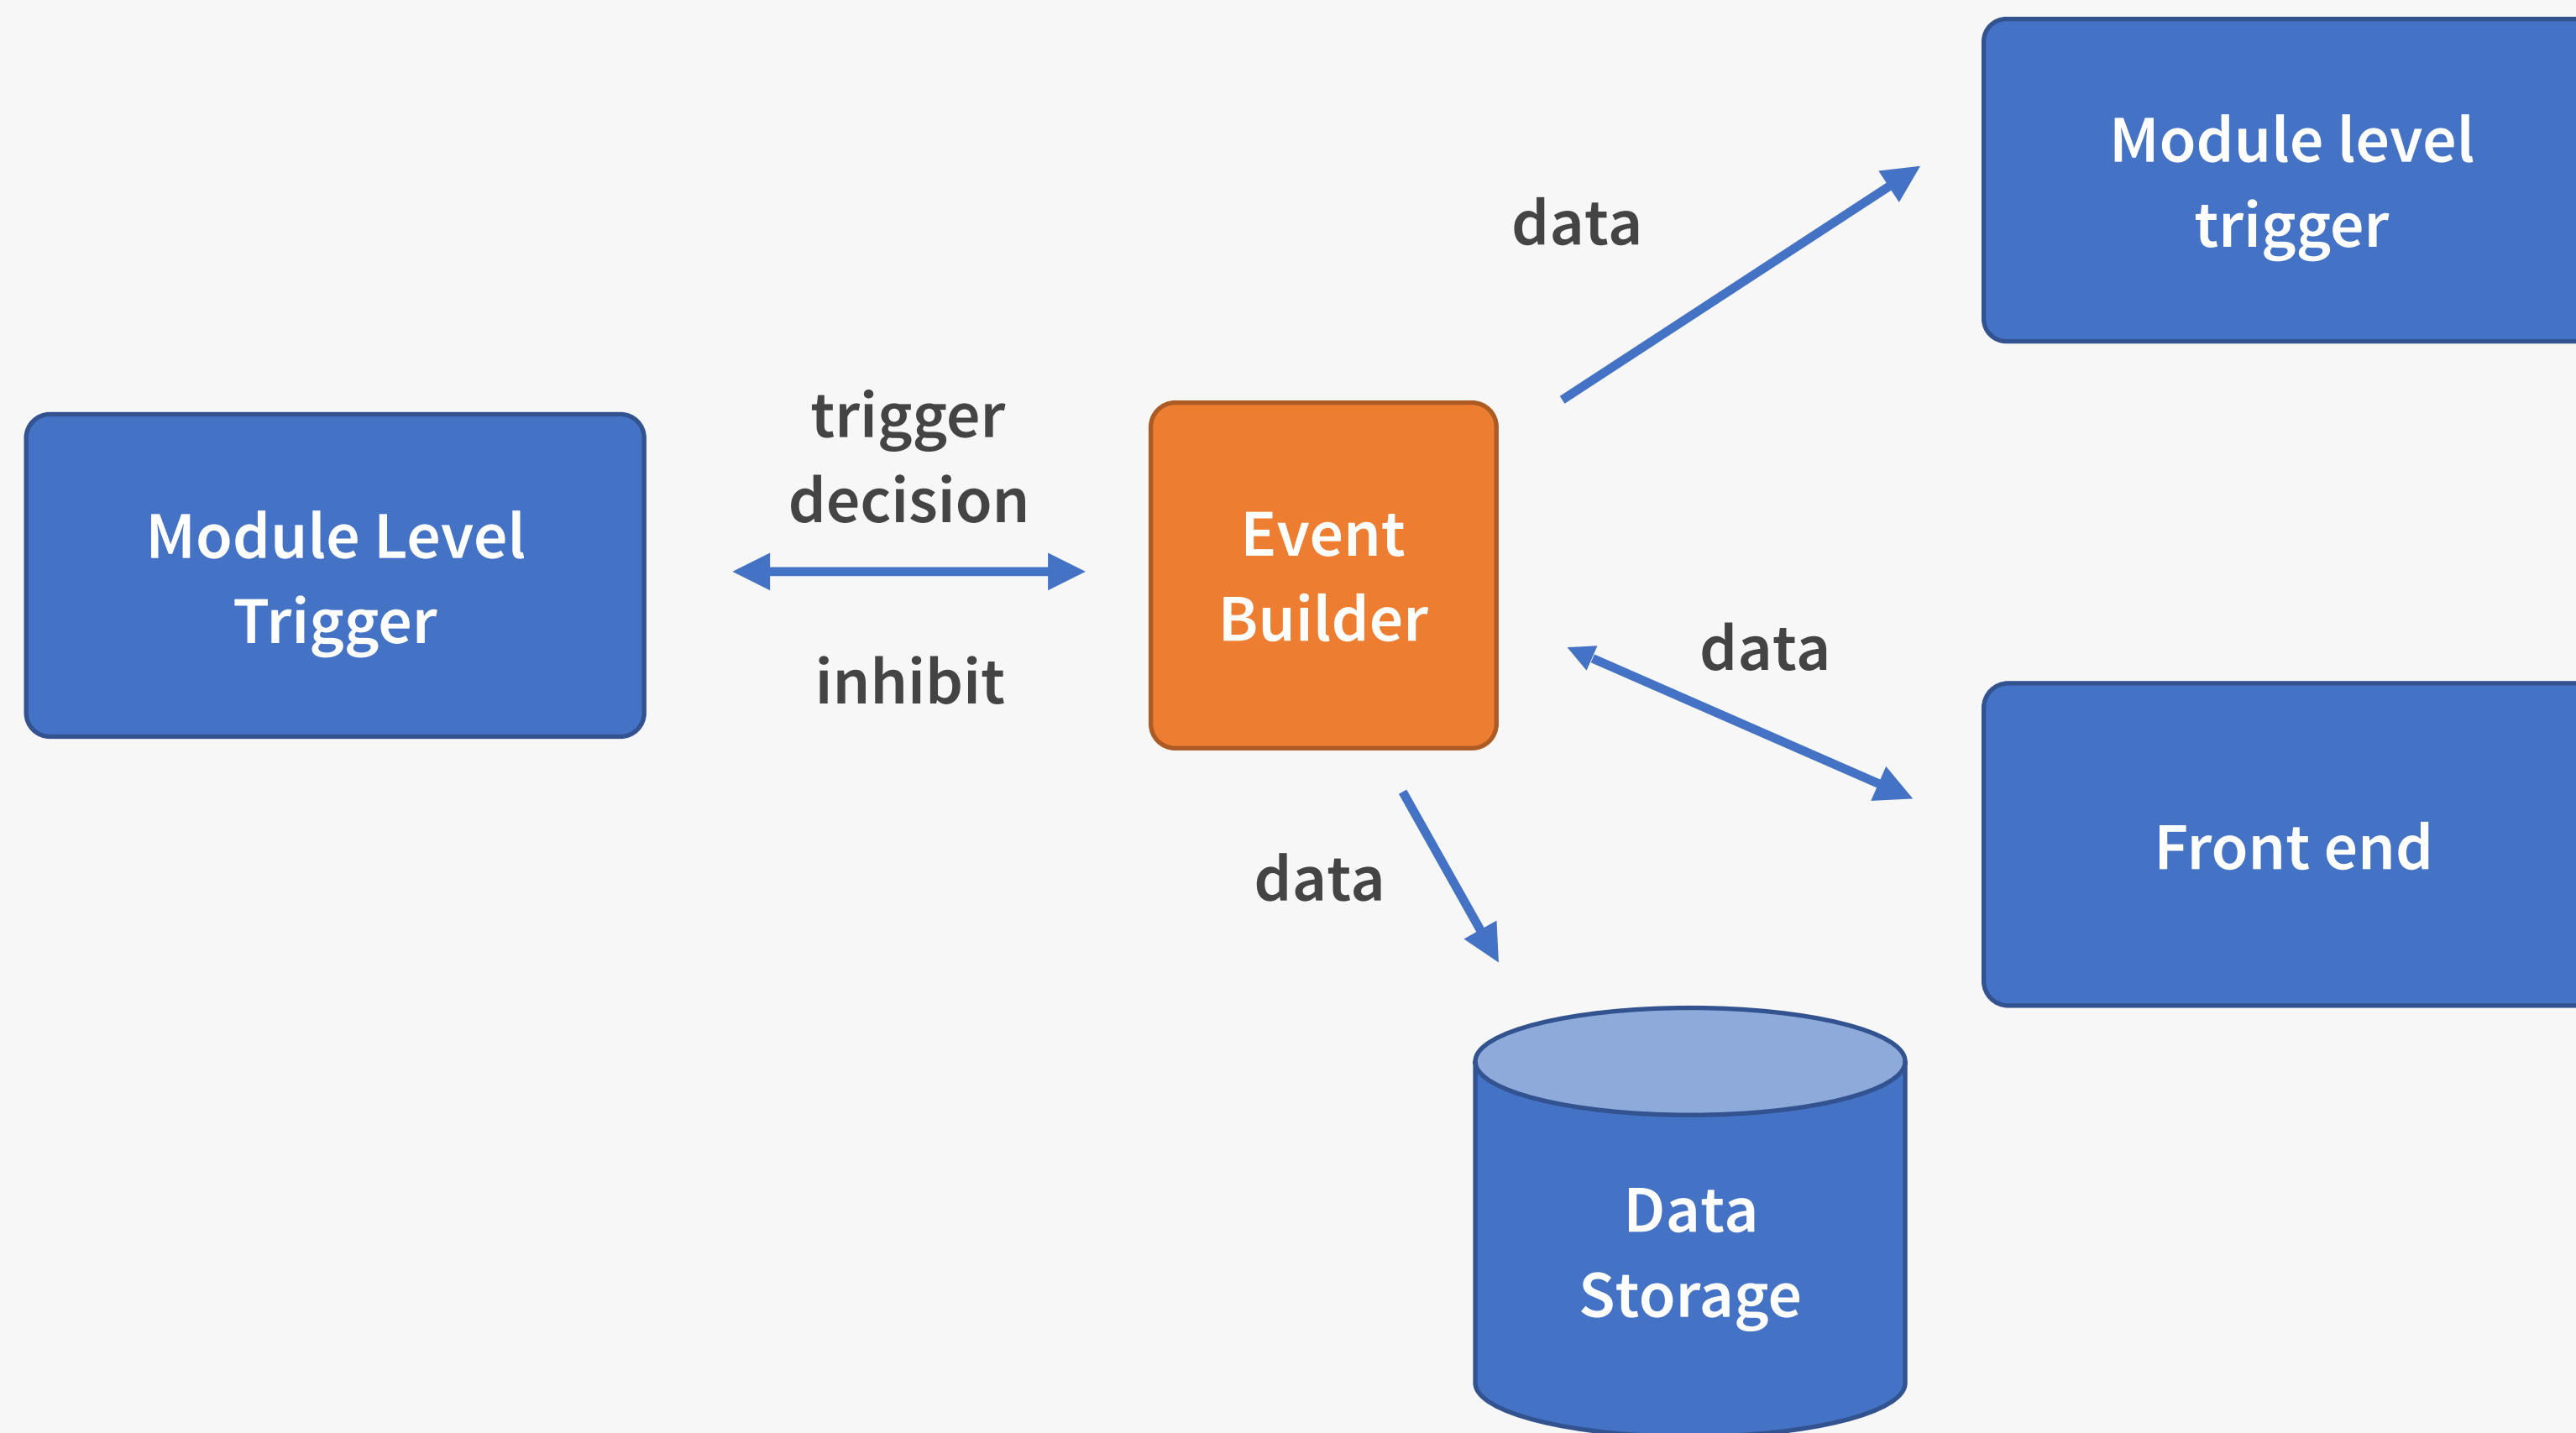 Module level
trigger
data
trigger
decision
Module Level
Trigger
Event
Builder
inhibit
data
Front end
data
Data
Storage